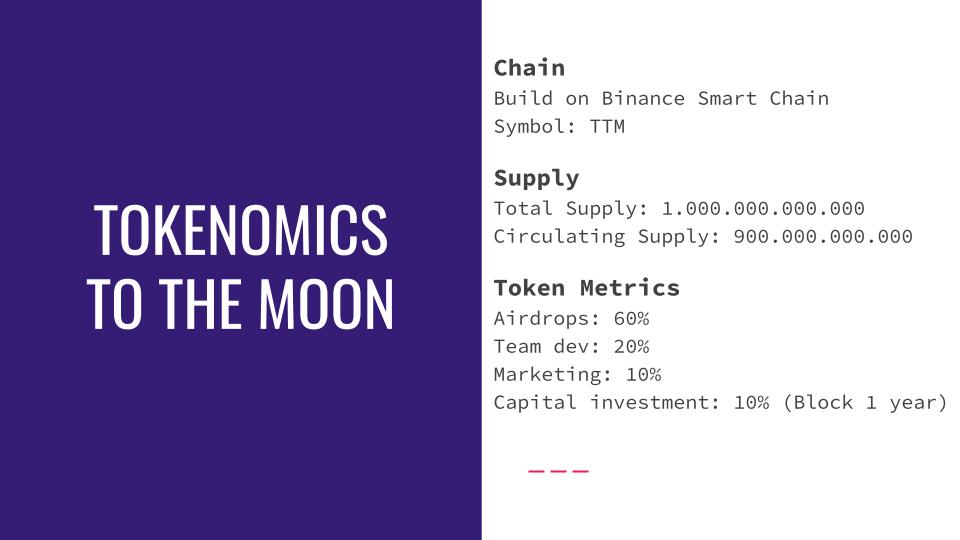 TOKENOMICS
TO THE MOON
Chain
Build on Binance Smart Chain
Symbol: TTM
Supply
Total Supply: 1.000.000.000.000
Circulating Supply: 900.000.000.000
Token Metrics
Airdrops: 60%
Team dev: 20%
Marketing: 10%
Capital investment: 10% (Block 1 year)